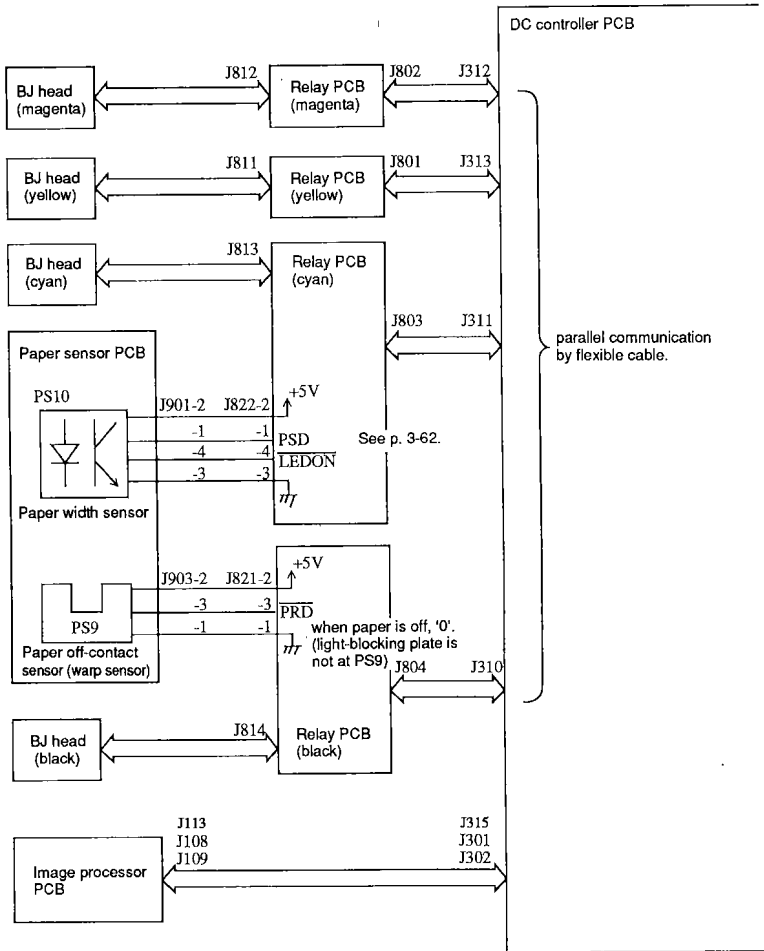 DC controller PCB
J812
J802
J312
BJ head
(magenta)
Relay PCB
(magenta)
J811
J801
J313
BJ head
(yellow)
Relay PCB
(yellow)
J813
BJ head
(cyan)
Relay PCB
(cyan)
J803
J311
parallel communication
by flexible cable.
Paper sensor PCB
PS10
J901-2
J822-2
+5V
-1
-1
PSD
See p. 3-62.
-4
-4
LEDON
-3
-3
Paper width sensor
J903-2
J821-2
+5V
-3
-3
PRD
PS9
-1
-1
when paper is off, '0'.
(light-blocking plate is
not at PS9)
Paper off-contact
sensor (warp sensor)
J804
J310
J814
BJ head
(black)
Relay PCB
(black)
J113
J315
J108
J301
J109
J302
Image processor
PCB